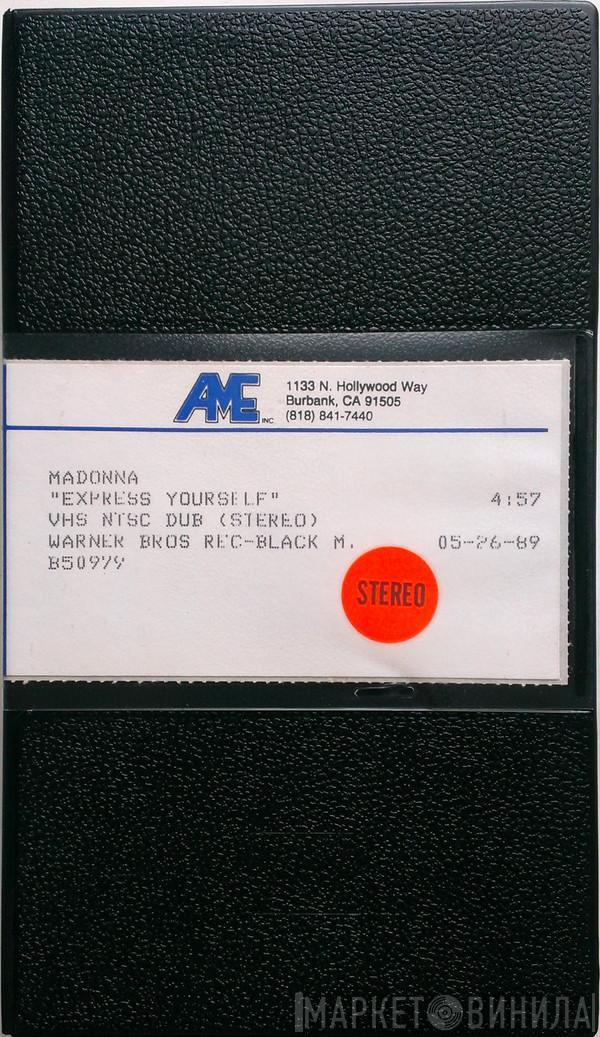 AME INC
1133 N. Hollywood Way
Burbank, CA 91505
(818) 841-7440
MADONNA
"EXPRESS YOURSELF" 4:57
VHS NTSC DUB (STEREO)
WARNER BROS REC-BLACK M. 05-26-89
B50979
STEREO
МАРКЕТ ВИНИЛА